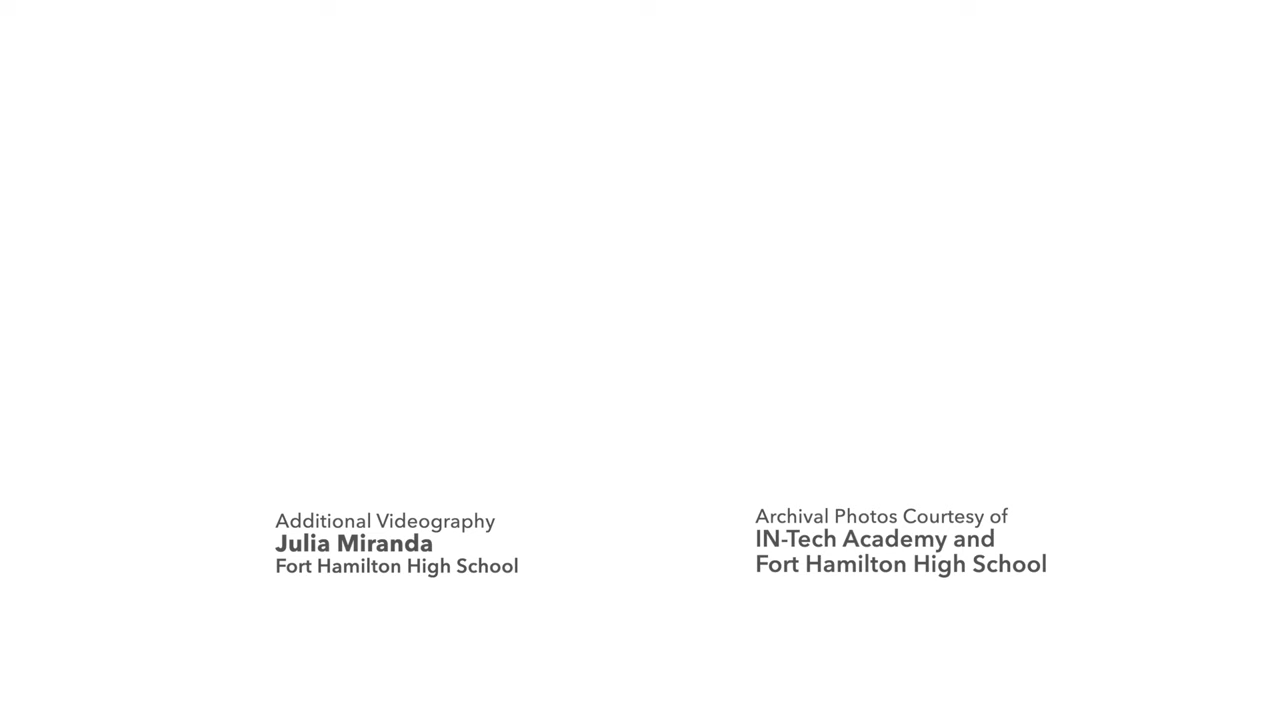 Additional Videography
Julia Miranda
Fort Hamilton High School
Archival Photos Courtesy of
IN-Tech Academy and
Fort Hamilton High School